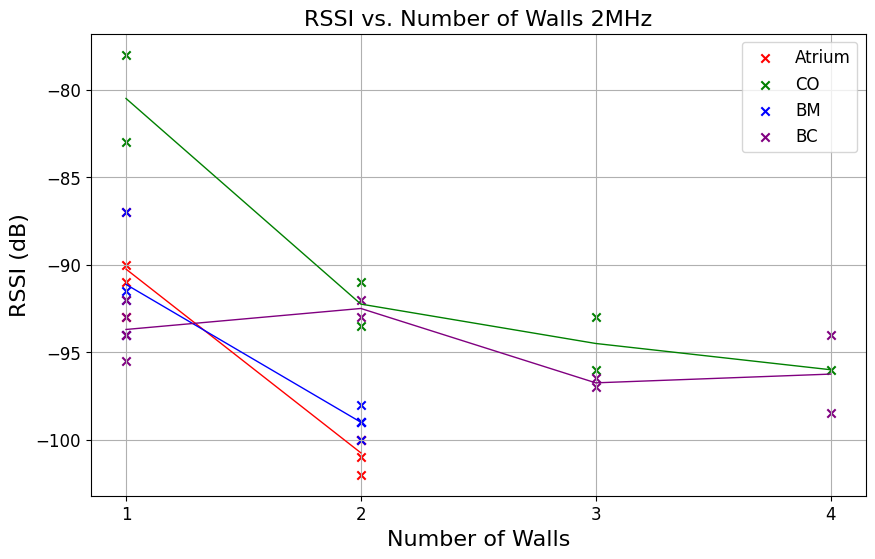 RSSI vs. Number of Walls 2MHz
Atrium
CO
BM
BC
−80
−85
−90
−95
−100
RSSI (dB)
1 2 3 4
Number of Walls